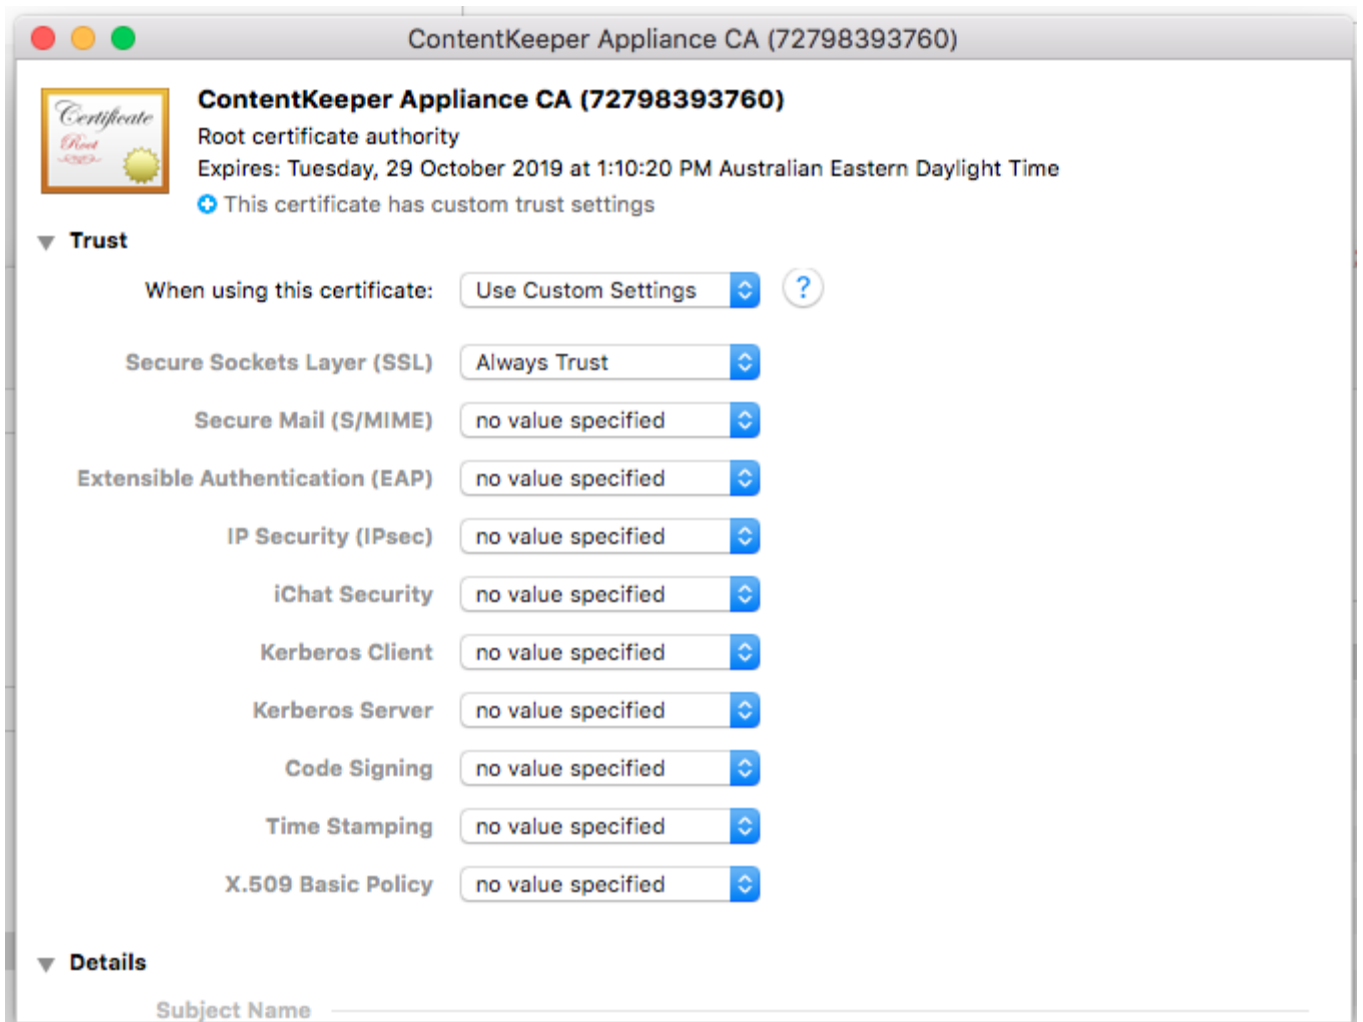 ContentKeeper Appliance CA (72798393760)
Certificate
Root
ContentKeeper Appliance CA (72798393760)
Root certificate authority
Expires: Tuesday, 29 October 2019 at 1:10:20 PM Australian Eastern Daylight Time
This certificate has custom trust settings
Trust
When using this certificate: Use Custom Settings ?
Secure Sockets Layer (SSL) Always Trust
Secure Mail (S/MIME) no value specified
Extensible Authentication (EAP) no value specified
IP Security (IPsec) no value specified
iChat Security no value specified
Kerberos Client no value specified
Kerberos Server no value specified
Code Signing no value specified
Time Stamping no value specified
X.509 Basic Policy no value specified
Details
Subject Name